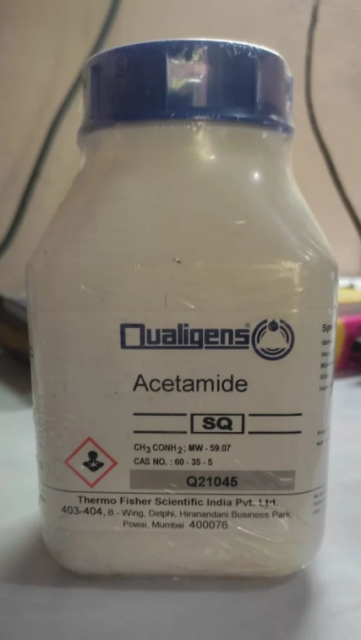 Qualigens®
Acetamide
SQ
CH3 CONH2; MW - 59.07
CAS NO. : 60 - 35 - 5
Q21045
Thermo Fisher Scientific India Pvt. Ltd.
403-404, B - Wing, Delphi, Hiranandani Business Park,
Powai, Mumbai 400076